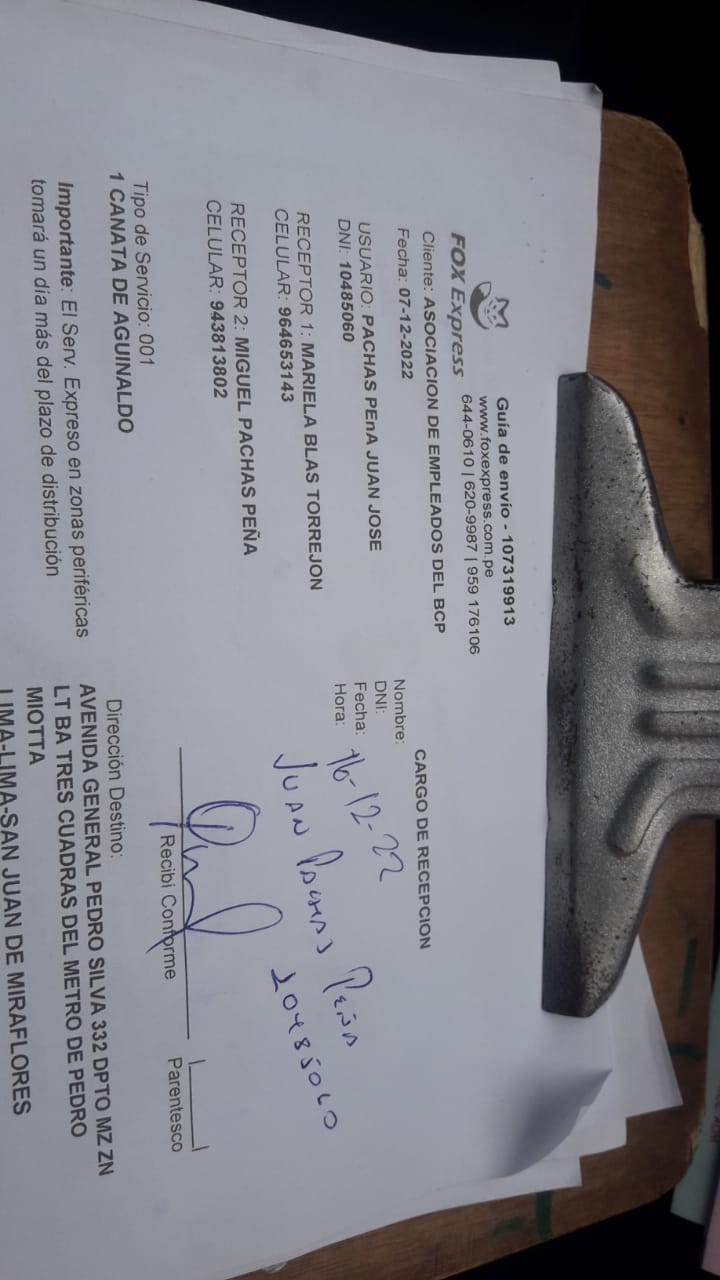 FOX Express
Guía de envío - 107319913
www.foxexpress.com.pe
644-0610 | 620-9987 | 959 176106
Cliente: ASOCIACION DE EMPLEADOS DEL BCP
Fecha: 07-12-2022
USUARIO: PACHAS PEnA JUAN JOSE
DNI: 10485060
RECEPTOR 1: MARIELA BLAS TORREJON
CELULAR: 964653143
RECEPTOR 2: MIGUEL PACHAS PEÑA
CELULAR: 943813802
Tipo de Servicio: 001
1 CANATA DE AGUINALDO
Importante: El Serv. Expreso en zonas periféricas
tomará un día más del plazo de distribución
CARGO DE RECEPCION
Nombre:
DNI:
Fecha: 16-12-22
Hora:
JUAN PACHAS PEÑA
10485060
Recibí Conforme
Parentesco
Dirección Destino:
AVENIDA GENERAL PEDRO SILVA 332 DPTO MZ ZN
LT BA TRES CUADRAS DEL METRO DE PEDRO
MIOTTA
LIMA-LIMA-SAN JUAN DE MIRAFLORES